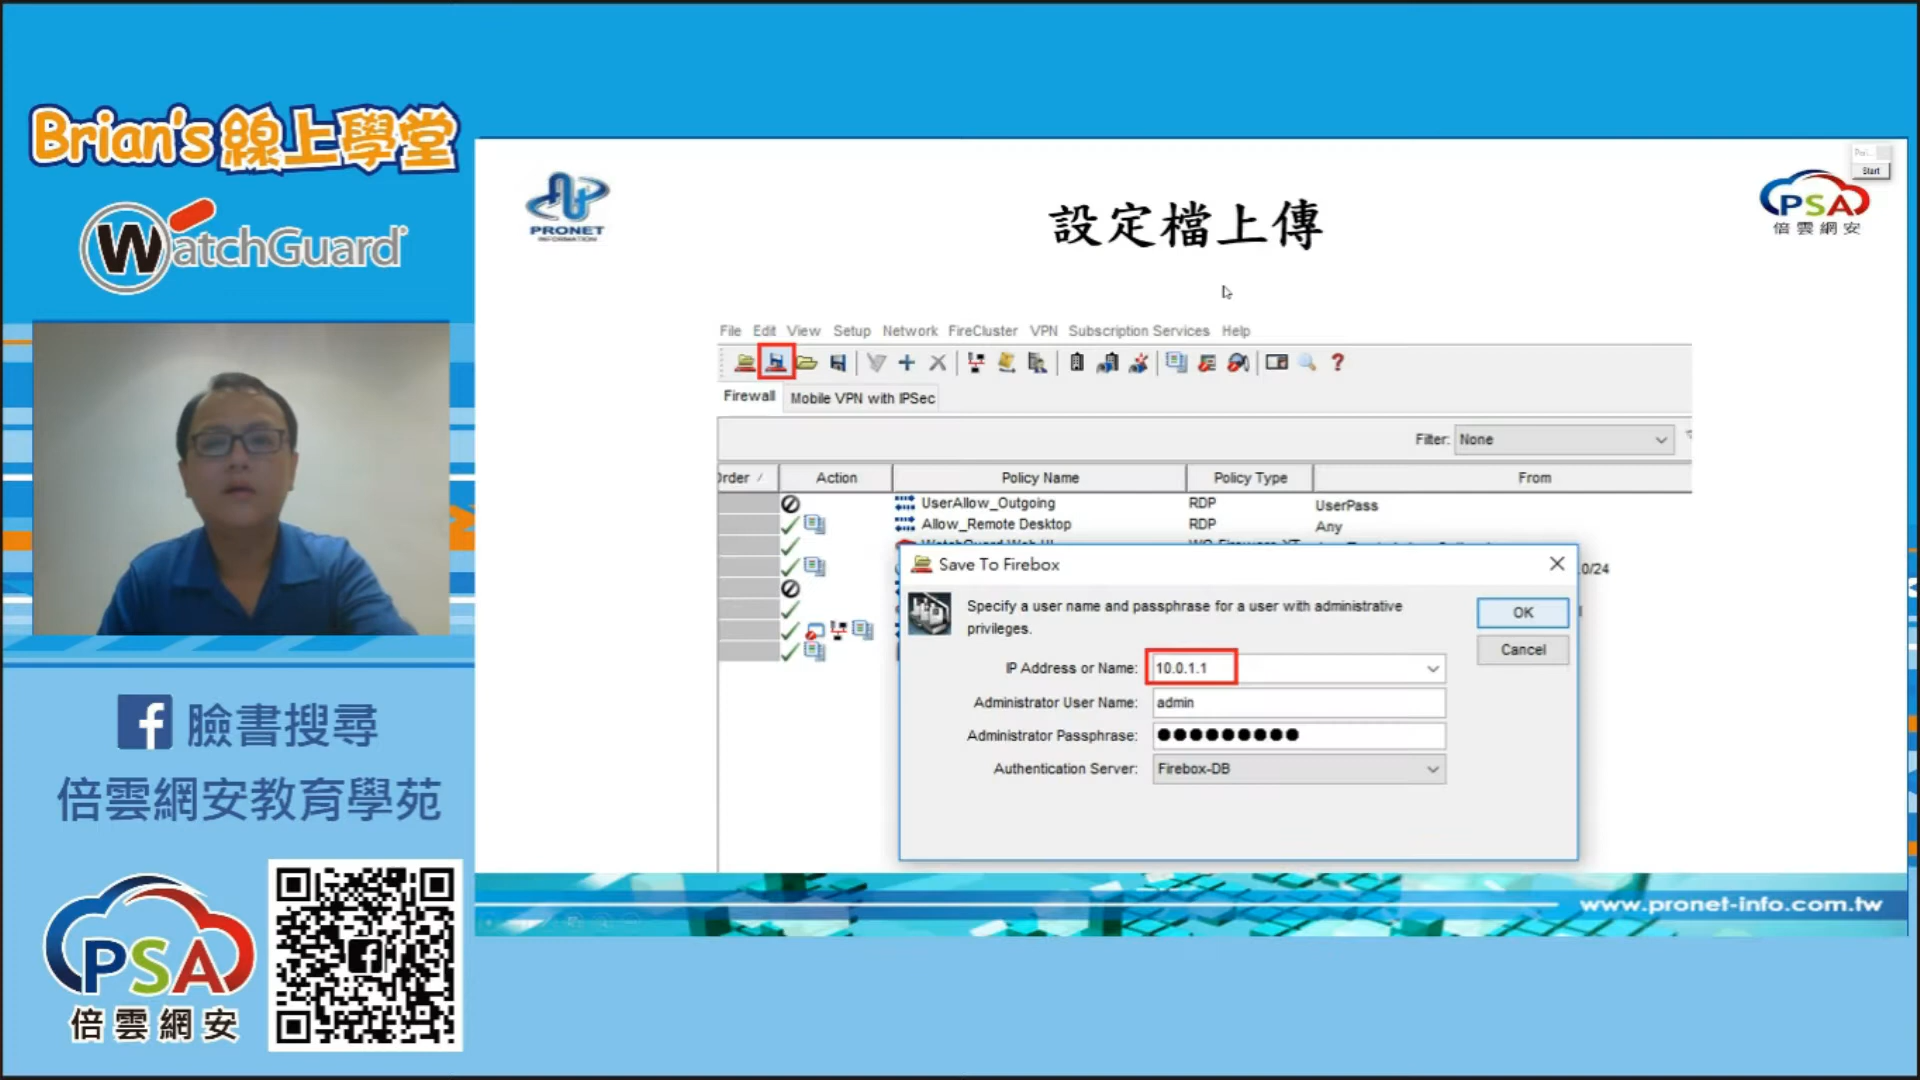 Brian's 線上學堂
WatchGuard
臉書搜尋
倍雲網安教育學苑
PSA
倍雲網安
PRONET
INFORMATION
設定檔上傳
Start
PSA
倍雲網安
File Edit View Setup Network FireCluster VPN Subscription Services Help
Firewall Mobile VPN with IPSec
Filter: None
Order / Action Policy Name Policy Type From
UserAllow_Outgoing RDP UserPass
Allow_Remote Desktop RDP Any
.0/24
Save To Firebox
Specify a user name and passphrase for a user with administrative
privileges.
OK
Cancel
IP Address or Name: 10.0.1.1
Administrator User Name: admin
Administrator Passphrase: ●●●●●●●●●
Authentication Server: Firebox-DB
www.pronet-info.com.tw